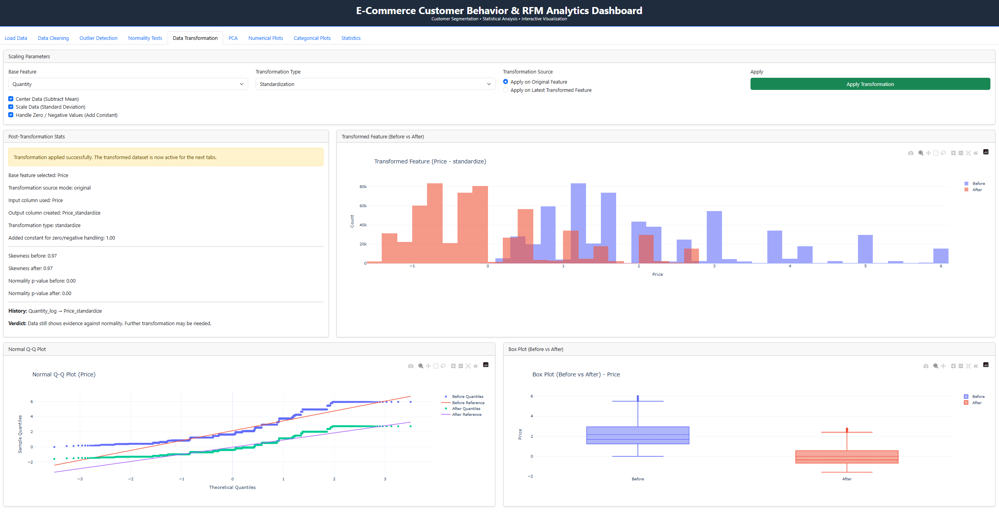 E-Commerce Customer Behavior & RFM Analytics Dashboard
Customer Segmentation • Statistical Analysis • Interactive Visualization
Load Data Data Cleaning Outlier Detection Normality Tests Data Transformation PCA Numerical Plots Categorical Plots Statistics
Scaling Parameters
Base Feature
Quantity
Center Data (Subtract Mean)
Scale Data (Standard Deviation)
Handle Zero / Negative Values (Add Constant)
Transformation Type
Standardization
Transformation Source
Apply on Original Feature
Apply on Latest Transformed Feature
Apply
Apply Transformation
Post-Transformation Stats
Transformation applied successfully. The transformed dataset is now active for the next tabs.
Base feature selected: Price
Transformation source mode: original
Input column used: Price
Output column created: Price_standardize
Transformation type: standardize
Added constant for zero/negative handling: 1.00
Skewness before: 0.97
Skewness after: 0.97
Normality p-value before: 0.00
Normality p-value after: 0.00
History: Quantity_log → Price_standardize
Verdict: Data still shows evidence against normality. Further transformation may be needed.
Transformed Feature (Before vs After)
Transformed Feature (Price - standardize)
Before
After
80k
60k
40k
20k
0
Count
−1 0 1 2 3 4 5 6
Price
Normal Q-Q Plot
Normal Q-Q Plot (Price)
Before Quantiles
Before Reference
After Quantiles
After Reference
6
4
2
0
−2
Sample Quantiles
−3 −2 −1 0 1 2 3
Theoretical Quantiles
Box Plot (Before vs After)
Box Plot (Before vs After) - Price
Before
After
6
4
2
0
−2
Price
Before After